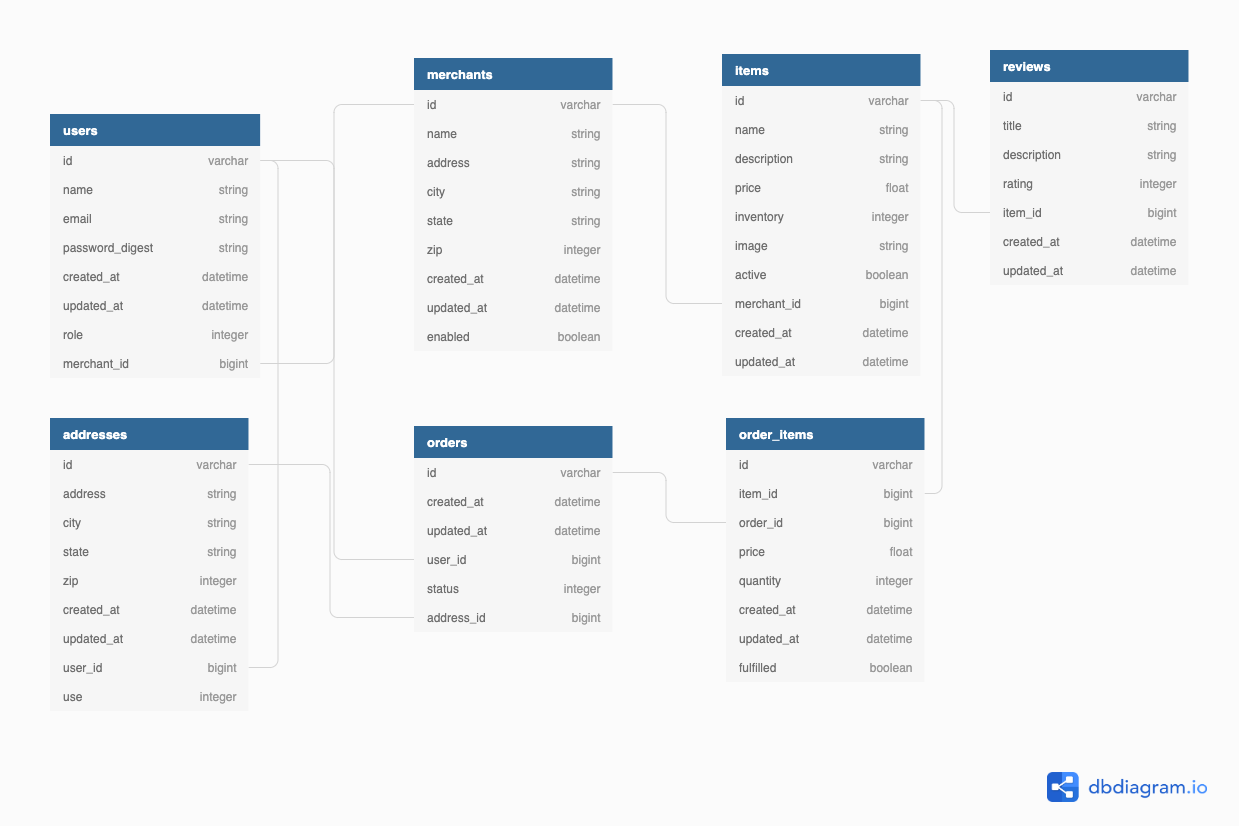 users
id varchar
name string
email string
password_digest string
created_at datetime
updated_at datetime
role integer
merchant_id bigint
merchants
id varchar
name string
address string
city string
state string
zip integer
created_at datetime
updated_at datetime
enabled boolean
items
id varchar
name string
description string
price float
inventory integer
image string
active boolean
merchant_id bigint
created_at datetime
updated_at datetime
reviews
id varchar
title string
description string
rating integer
item_id bigint
created_at datetime
updated_at datetime
addresses
id varchar
address string
city string
state string
zip integer
created_at datetime
updated_at datetime
user_id bigint
use integer
orders
id varchar
created_at datetime
updated_at datetime
user_id bigint
status integer
address_id bigint
order_items
id varchar
item_id bigint
order_id bigint
price float
quantity integer
created_at datetime
updated_at datetime
fulfilled boolean
dbdiagram.io